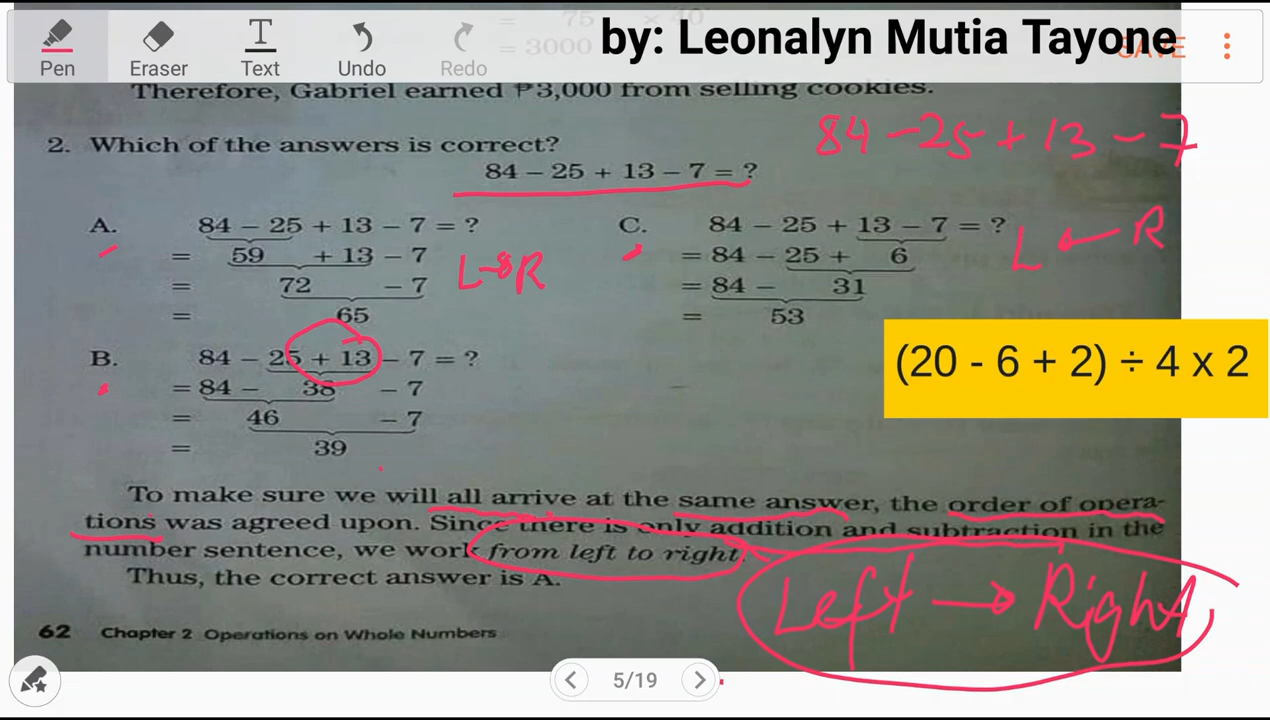 = 75 × 40
= 3000
by: Leonalyn Mutia Tayone
SAVE
Pen Eraser Text Undo Redo
Therefore, Gabriel earned ₱3,000 from selling cookies.
84 - 25 + 13 - 7
2. Which of the answers is correct?
84 – 25 + 13 – 7 = ?
A. 84 – 25 + 13 – 7 = ?
= 59 + 13 – 7
= 72 – 7
= 65
L → R
B. 84 – 25 + 13 – 7 = ?
= 84 – 38 – 7
= 46 – 7
= 39
C. 84 – 25 + 13 – 7 = ?
= 84 – 25 + 6
= 84 – 31
= 53
L ← R
(20 - 6 + 2) ÷ 4 x 2
To make sure we will all arrive at the same answer, the order of opera-
tions was agreed upon. Since there is only addition and subtraction in the
number sentence, we work from left to right.
Thus, the correct answer is A.
Left → Right
62 Chapter 2 Operations on Whole Numbers
5/19